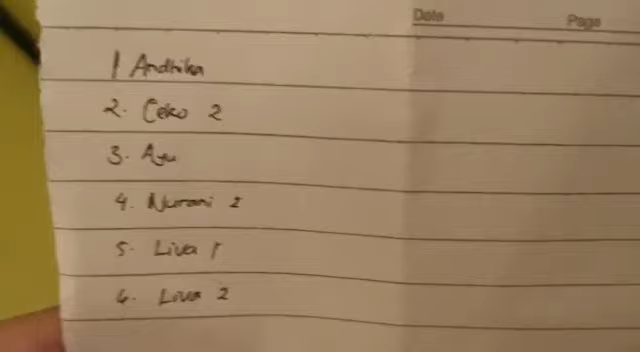 Date Page
1 Andhika
2. Ceko 2
3. Ayu
4. Nurani 2
5. Liva 1
6. Liva 2